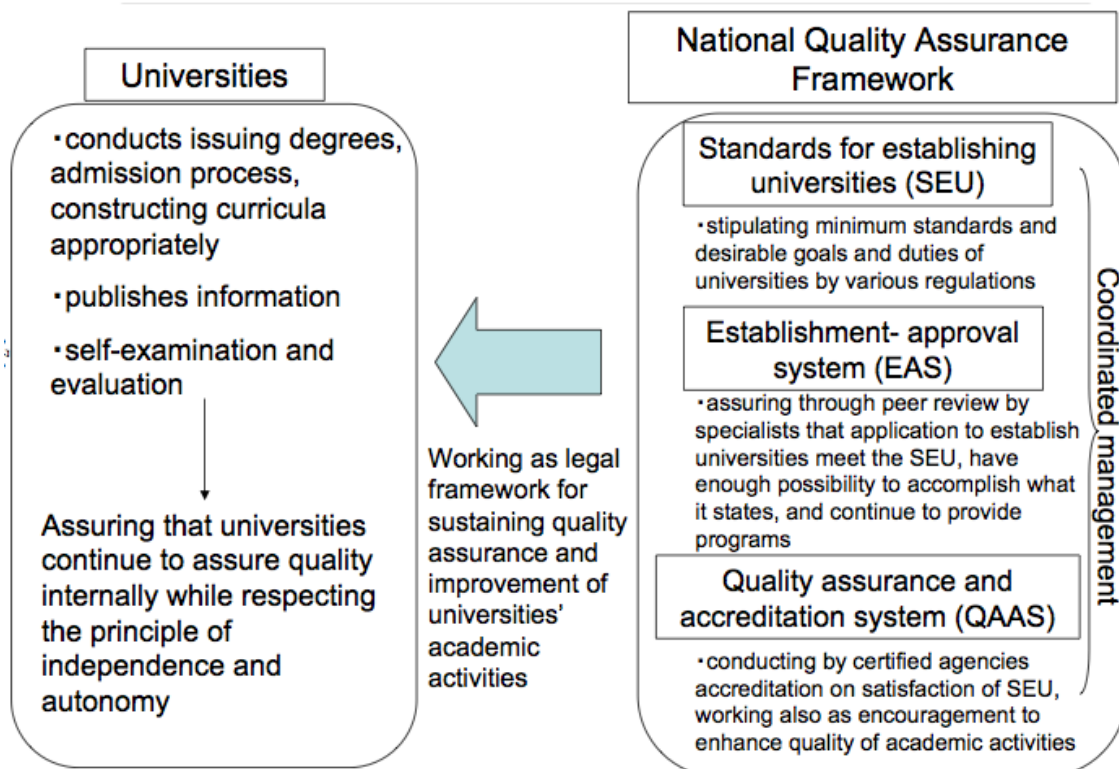 Universities
・conducts issuing degrees,
admission process,
constructing curricula
appropriately
・publishes information
・self-examination and
evaluation
Assuring that universities
continue to assure quality
internally while respecting
the principle of
independence and
autonomy
Working as legal
framework for
sustaining quality
assurance and
improvement of
universities'
academic
activities
National Quality Assurance
Framework
Standards for establishing
universities (SEU)
・stipulating minimum standards and
desirable goals and duties of
universities by various regulations
Establishment- approval
system (EAS)
・assuring through peer review by
specialists that application to establish
universities meet the SEU, have
enough possibility to accomplish what
it states, and continue to provide
programs
Quality assurance and
accreditation system (QAAS)
・conducting by certified agencies
accreditation on satisfaction of SEU,
working also as encouragement to
enhance quality of academic activities
Coordinated management